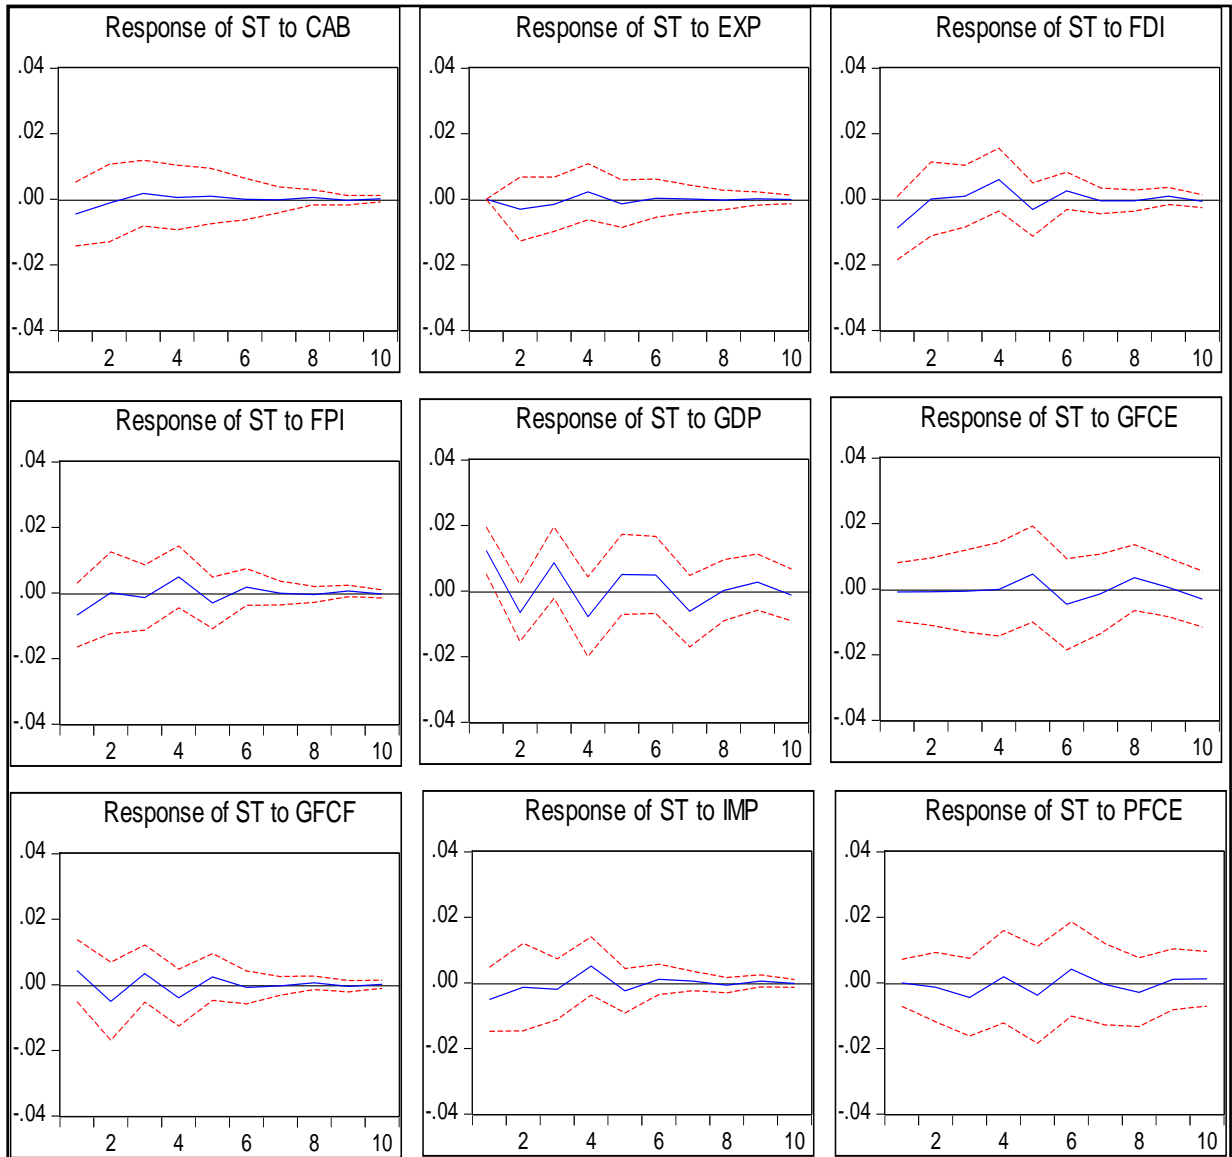 Response of ST to CAB
.04
.02
.00
-.02
-.04
2 4 6 8 10
Response of ST to EXP
.04
.02
.00
-.02
-.04
2 4 6 8 10
Response of ST to FDI
.04
.02
.00
-.02
-.04
2 4 6 8 10
Response of ST to FPI
.04
.02
.00
-.02
-.04
2 4 6 8 10
Response of ST to GDP
.04
.02
.00
-.02
-.04
2 4 6 8 10
Response of ST to GFCE
.04
.02
.00
-.02
-.04
2 4 6 8 10
Response of ST to GFCF
.04
.02
.00
-.02
-.04
2 4 6 8 10
Response of ST to IMP
.04
.02
.00
-.02
-.04
2 4 6 8 10
Response of ST to PFCE
.04
.02
.00
-.02
-.04
2 4 6 8 10